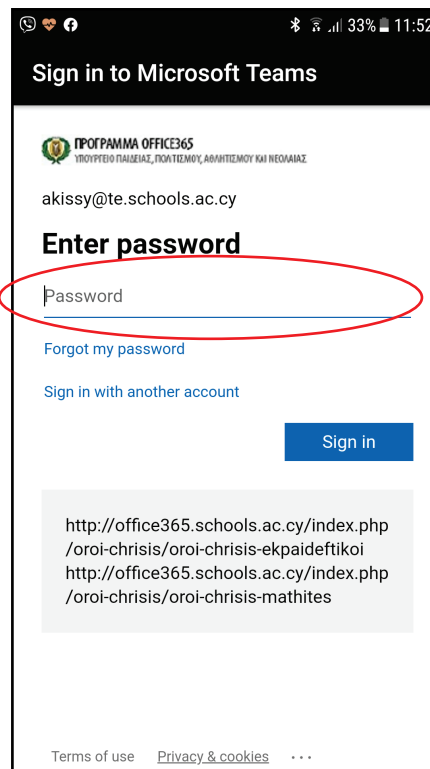 33% 11:52
Sign in to Microsoft Teams
ΠΡΟΓΡΑΜΜΑ OFFICE365
ΥΠΟΥΡΓΕΙΟ ΠΑΙΔΕΙΑΣ, ΠΟΛΙΤΙΣΜΟΥ, ΑΘΛΗΤΙΣΜΟΥ ΚΑΙ ΝΕΟΛΑΙΑΣ
akissy@te.schools.ac.cy
Enter password
Password
Forgot my password
Sign in with another account
Sign in
http://office365.schools.ac.cy/index.php
/oroi-chrisis/oroi-chrisis-ekpaideftikoi
http://office365.schools.ac.cy/index.php
/oroi-chrisis/oroi-chrisis-mathites
Terms of use Privacy & cookies ...